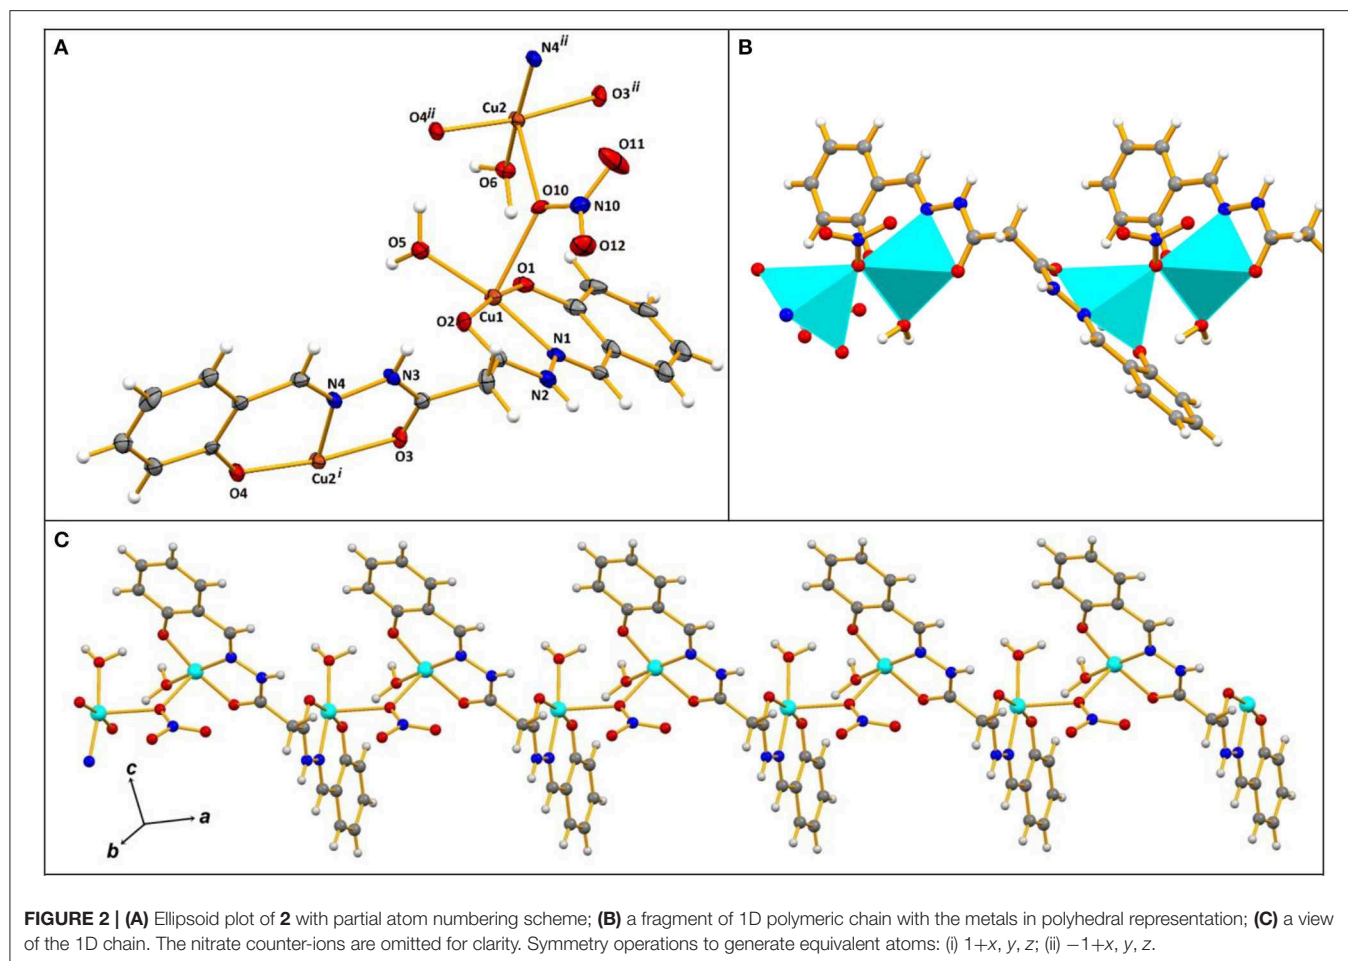 A
N4ii
O3ii
Cu2
O4ii
O11
O6
O10
N10
O5
O12
O1
O2
Cu1
N1
N4
N3
N2
O3
Cu2i
O4
B
C
c
a
b
FIGURE 2 | (A) Ellipsoid plot of 2 with partial atom numbering scheme; (B) a fragment of 1D polymeric chain with the metals in polyhedral representation; (C) a view
of the 1D chain. The nitrate counter-ions are omitted for clarity. Symmetry operations to generate equivalent atoms: (i) 1+x, y, z; (ii) −1+x, y, z.